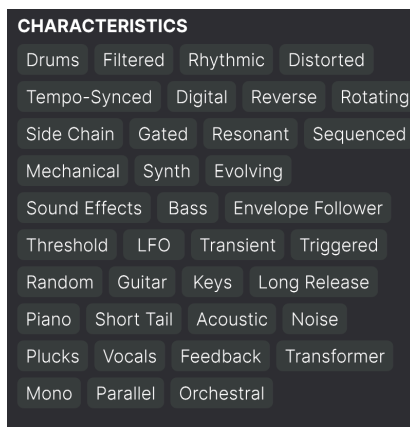 CHARACTERISTICS
Drums Filtered Rhythmic Distorted
Tempo-Synced Digital Reverse Rotating
Side Chain Gated Resonant Sequenced
Mechanical Synth Evolving
Sound Effects Bass Envelope Follower
Threshold LFO Transient Triggered
Random Guitar Keys Long Release
Piano Short Tail Acoustic Noise
Plucks Vocals Feedback Transformer
Mono Parallel Orchestral